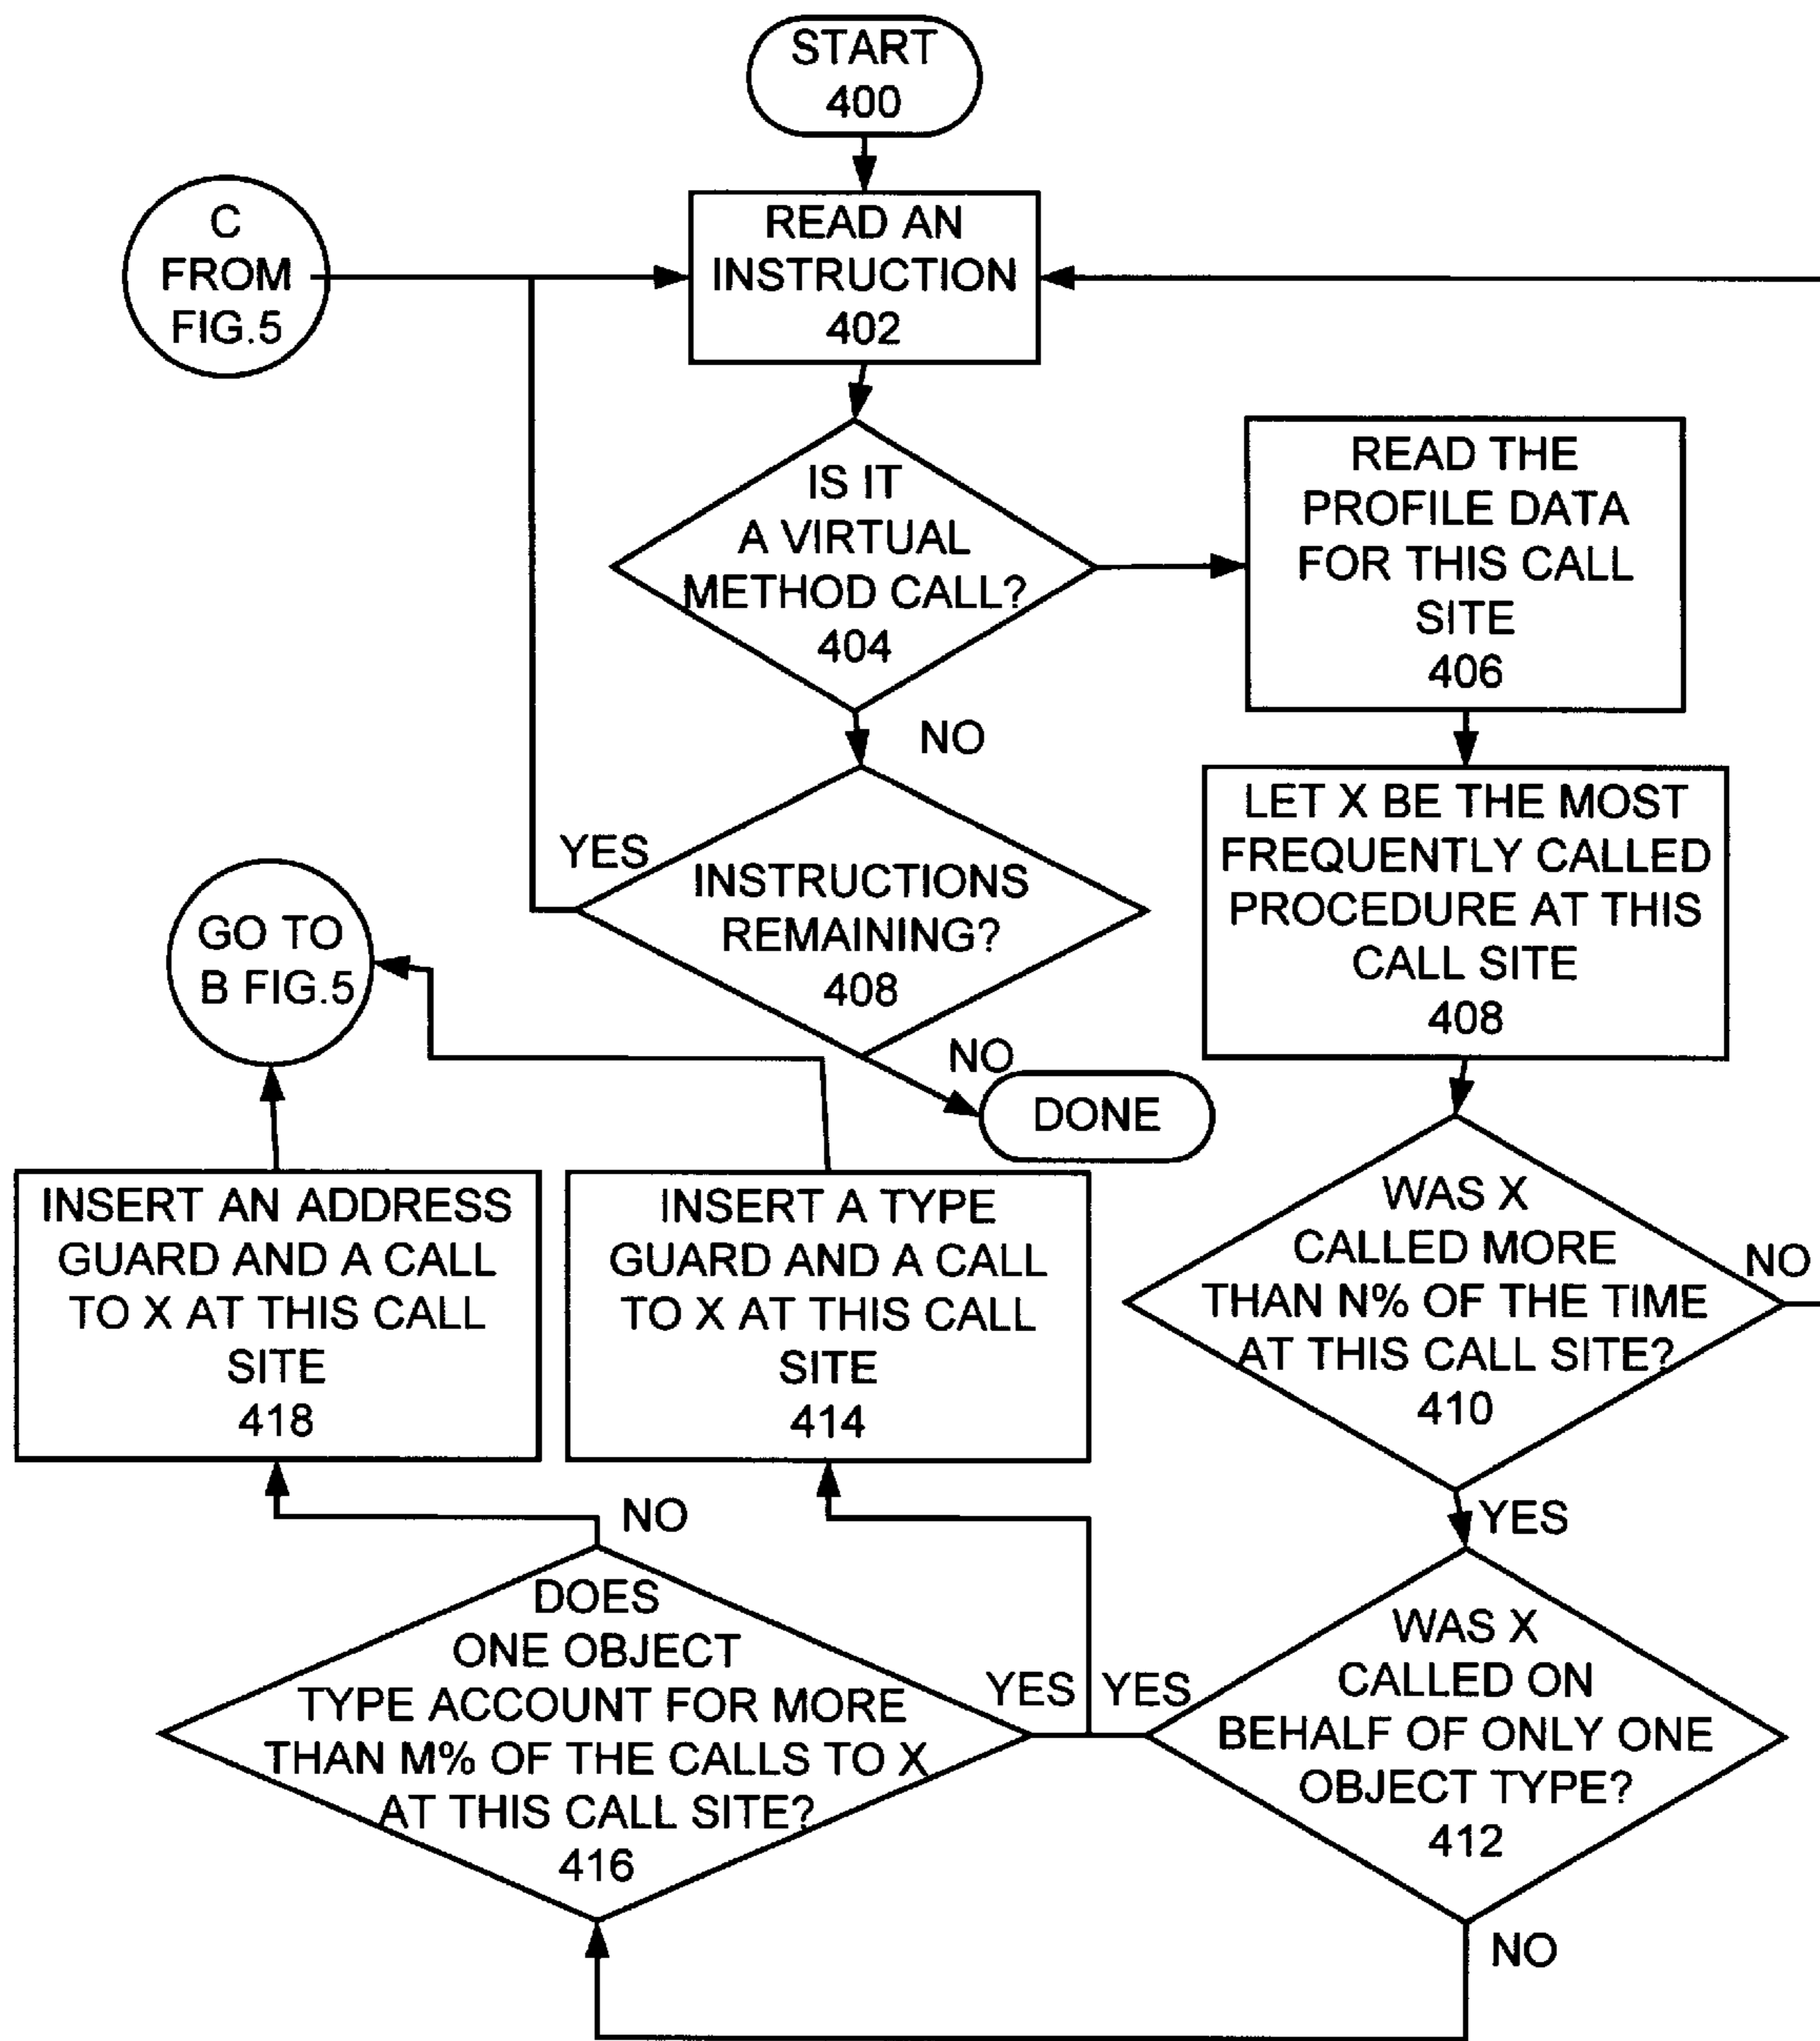 START
400
C
FROM
FIG.5
READ AN
INSTRUCTION
402
IS IT
A VIRTUAL
METHOD CALL?
404
READ THE
PROFILE DATA
FOR THIS CALL
SITE
406
NO
YES
INSTRUCTIONS
REMAINING?
408
LET X BE THE MOST
FREQUENTLY CALLED
PROCEDURE AT THIS
CALL SITE
408
GO TO
B FIG.5
NO
DONE
INSERT AN ADDRESS
GUARD AND A CALL
TO X AT THIS CALL
SITE
418
INSERT A TYPE
GUARD AND A CALL
TO X AT THIS CALL
SITE
414
WAS X
CALLED MORE
THAN N% OF THE TIME
AT THIS CALL SITE?
410
NO
YES
NO
DOES
ONE OBJECT
TYPE ACCOUNT FOR MORE
THAN M% OF THE CALLS TO X
AT THIS CALL SITE?
416
YES
YES
WAS X
CALLED ON
BEHALF OF ONLY ONE
OBJECT TYPE?
412
NO